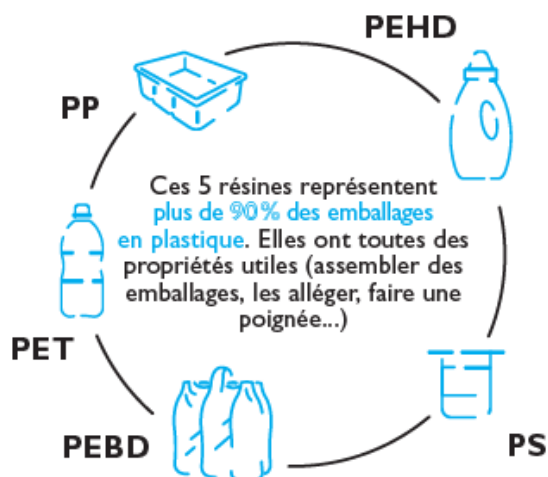 PEHD
PP
Ces 5 résines représentent
plus de 90% des emballages
en plastique. Elles ont toutes des
propriétés utiles (assembler des
emballages, les alléger, faire une
poignée...)
PET
PEBD
PS